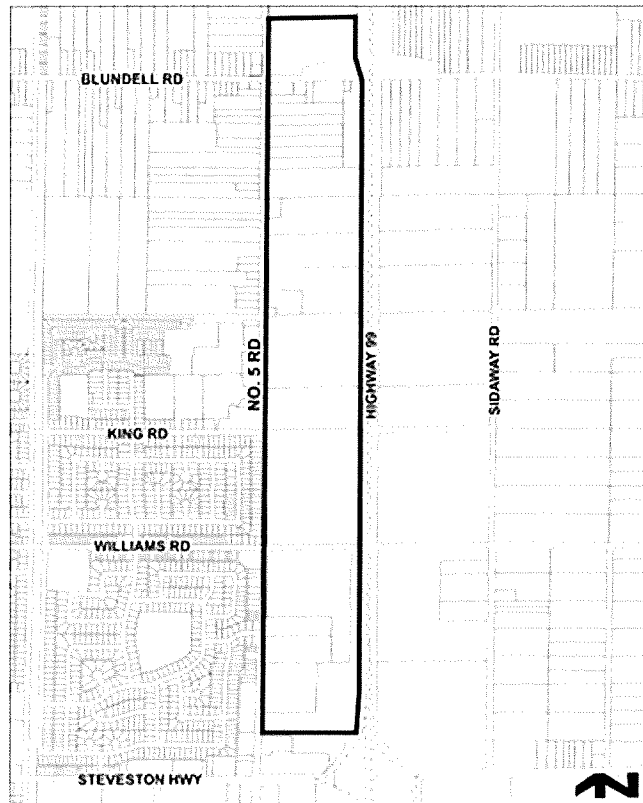 BLUNDELL RD
NO. 5 RD
HIGHWAY 99
SIDAWAY RD
KING RD
WILLIAMS RD
STEVESTON HWY
N